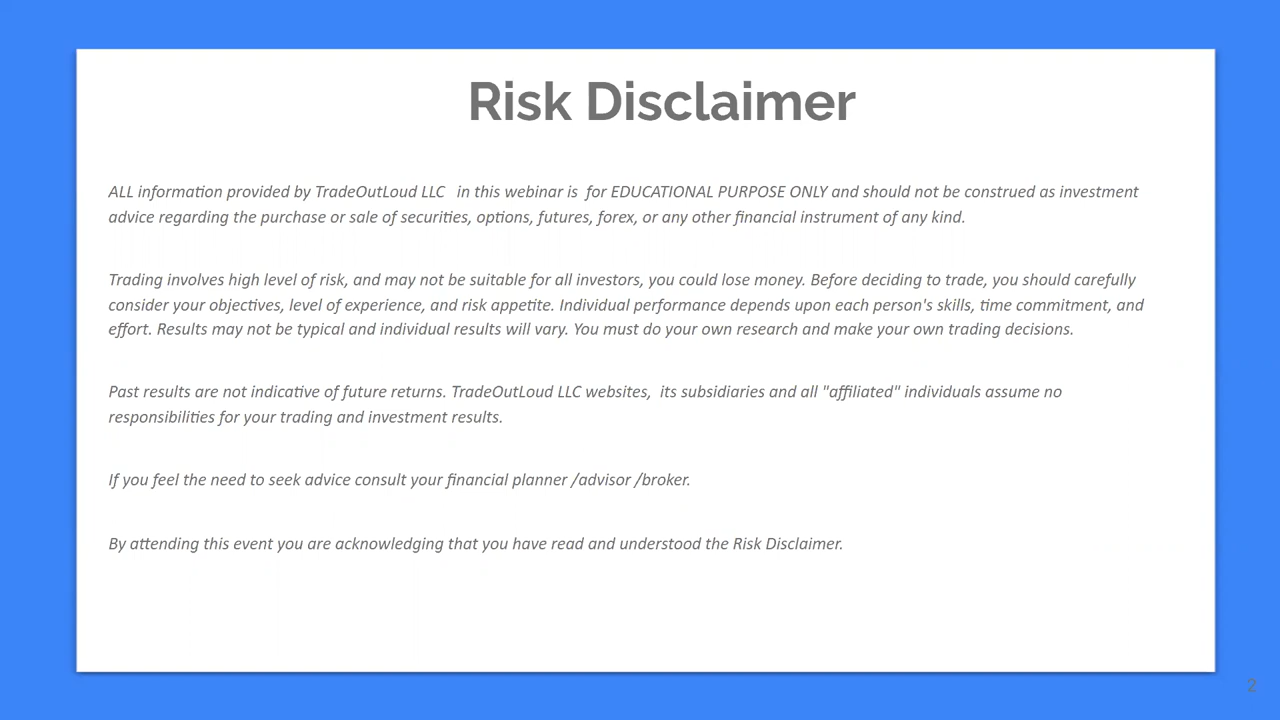 Risk Disclaimer
ALL information provided by TradeOutLoud LLC in this webinar is for EDUCATIONAL PURPOSE ONLY and should not be construed as investment
advice regarding the purchase or sale of securities, options, futures, forex, or any other financial instrument of any kind.
Trading involves high level of risk, and may not be suitable for all investors, you could lose money. Before deciding to trade, you should carefully
consider your objectives, level of experience, and risk appetite. Individual performance depends upon each person's skills, time commitment, and
effort. Results may not be typical and individual results will vary. You must do your own research and make your own trading decisions.
Past results are not indicative of future returns. TradeOutLoud LLC websites, its subsidiaries and all "affiliated" individuals assume no
responsibilities for your trading and investment results.
If you feel the need to seek advice consult your financial planner /advisor /broker.
By attending this event you are acknowledging that you have read and understood the Risk Disclaimer.
2